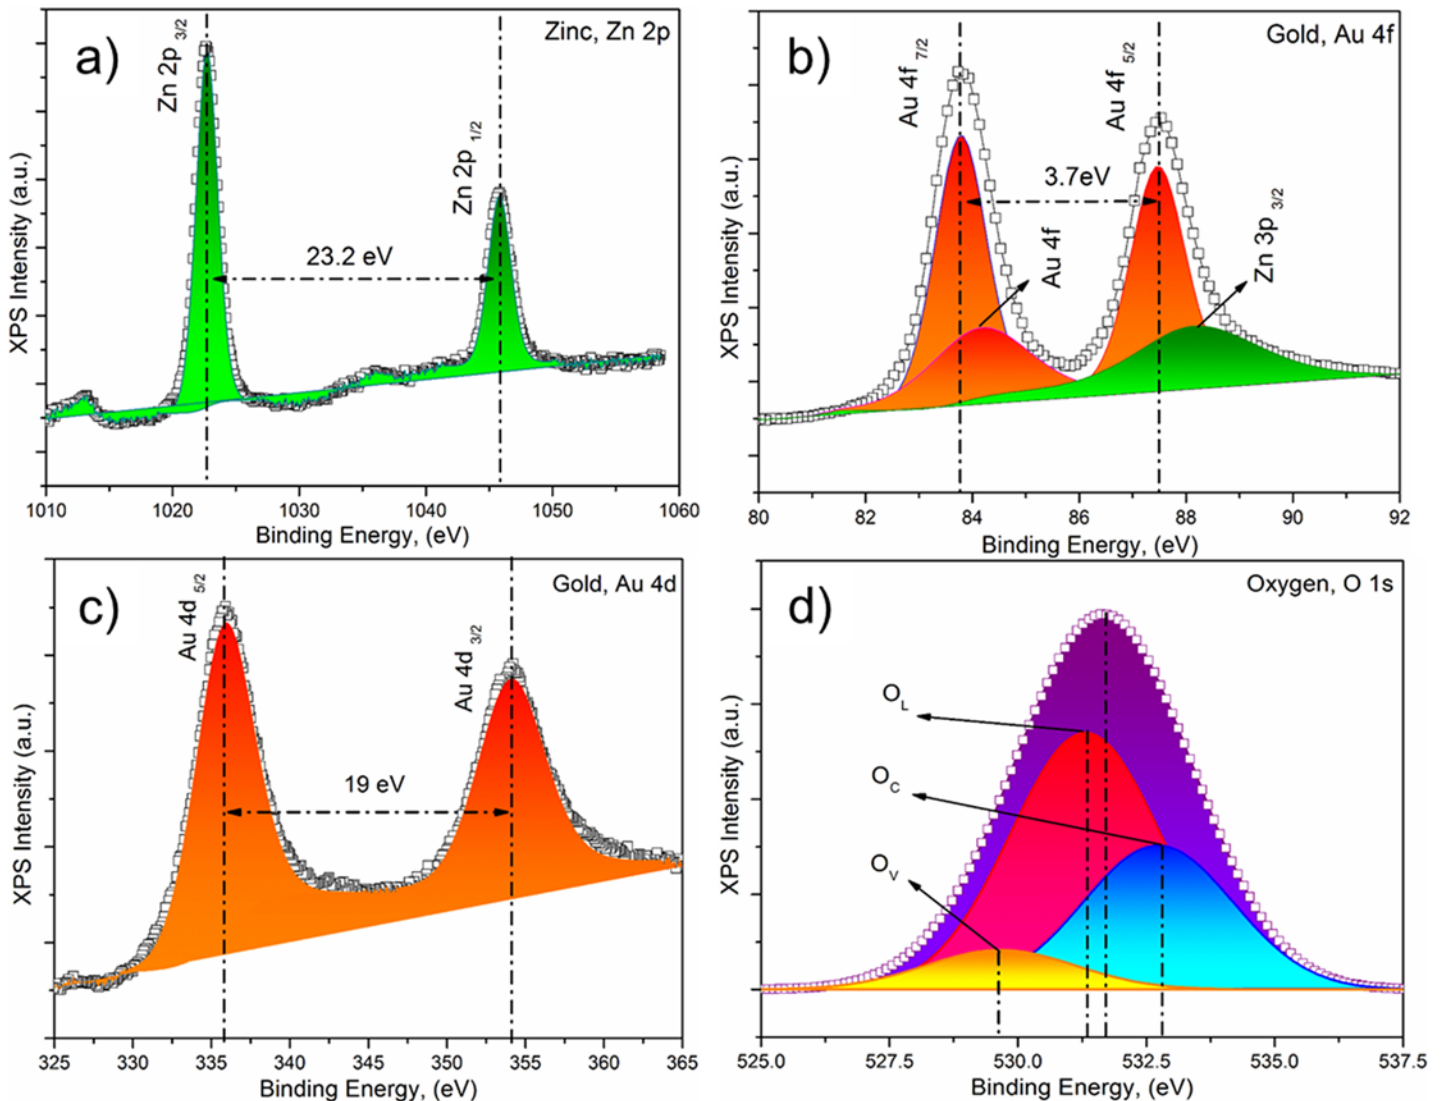 a)
Zinc, Zn 2p
Zn 2p 3/2
Zn 2p 1/2
23.2 eV
XPS Intensity (a.u.)
1010 1020 1030 1040 1050 1060
Binding Energy, (eV)
b)
Gold, Au 4f
Au 4f 7/2
Au 4f 5/2
3.7eV
Au 4f
Zn 3p 3/2
XPS Intensity (a.u.)
80 82 84 86 88 90 92
Binding Energy, (eV)
c)
Gold, Au 4d
Au 4d 5/2
Au 4d 3/2
19 eV
XPS Intensity (a.u.)
325 330 335 340 345 350 355 360 365
Binding Energy, (eV)
d)
Oxygen, O 1s
OL
OC
OV
XPS Intensity (a.u.)
525.0 527.5 530.0 532.5 535.0 537.5
Binding Energy, (eV)